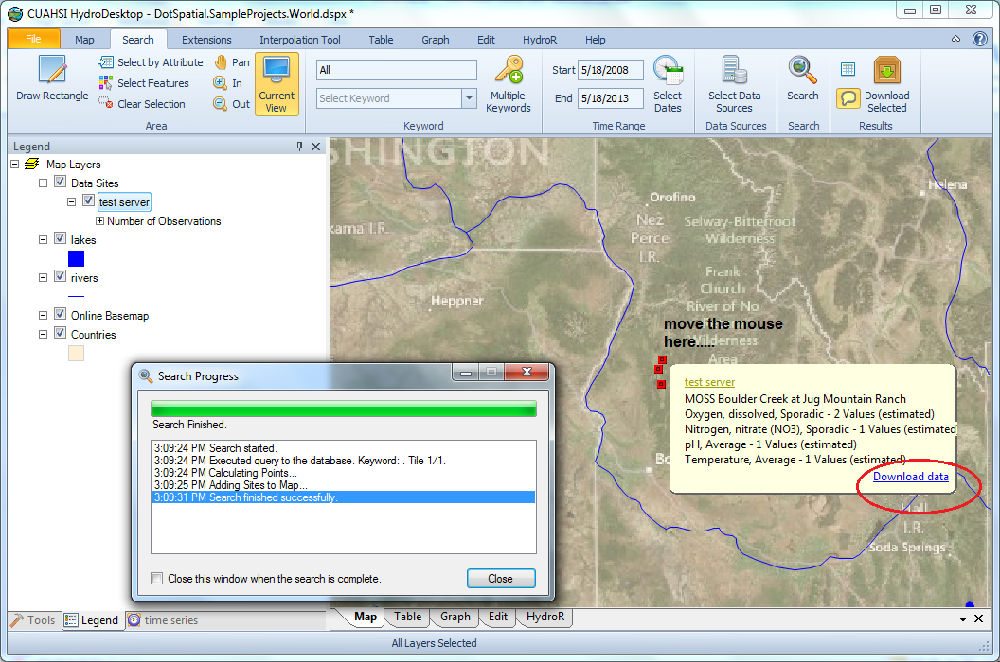 CUAHSI HydroDesktop - DotSpatial.SampleProjects.World.dspx *
File Map Search Extensions Interpolation Tool Table Graph Edit HydroR Help
Draw Rectangle
Select by Attribute
Select Features
Clear Selection
Pan
In
Out
Current View
Area
All
Select Keyword
Multiple Keywords
Keyword
Start 5/18/2008
End 5/18/2013
Select Dates
Time Range
Select Data Sources
Data Sources
Search
Search
Download Selected
Results
Legend
Map Layers
Data Sites
test server
Number of Observations
lakes
rivers
Online Basemap
Countries
SHINGTON
Helena
Orofino
kama I.R.
Nez Perce I.R.
Selway-Bitterroot Wilderness
Heppner
Frank Church River of No Wilderness Area
move the mouse
here.....
test server
MOSS Boulder Creek at Jug Mountain Ranch
Oxygen, dissolved, Sporadic - 2 Values (estimated)
Nitrogen, nitrate (NO3), Sporadic - 1 Values (estimated
pH, Average - 1 Values (estimated)
Temperature, Average - 1 Values (estimated)
Download data
Bo
Hall I.R.
Soda Springs
Search Progress
Search Finished.
3:09:24 PM Search started.
3:09:24 PM Executed query to the database. Keyword: . Tile 1/1.
3:09:24 PM Calculating Points...
3:09:25 PM Adding Sites to Map...
3:09:31 PM Search finished successfully.
Close this window when the search is complete.
Close
Tools Legend time series
Map Table Graph Edit HydroR
All Layers Selected